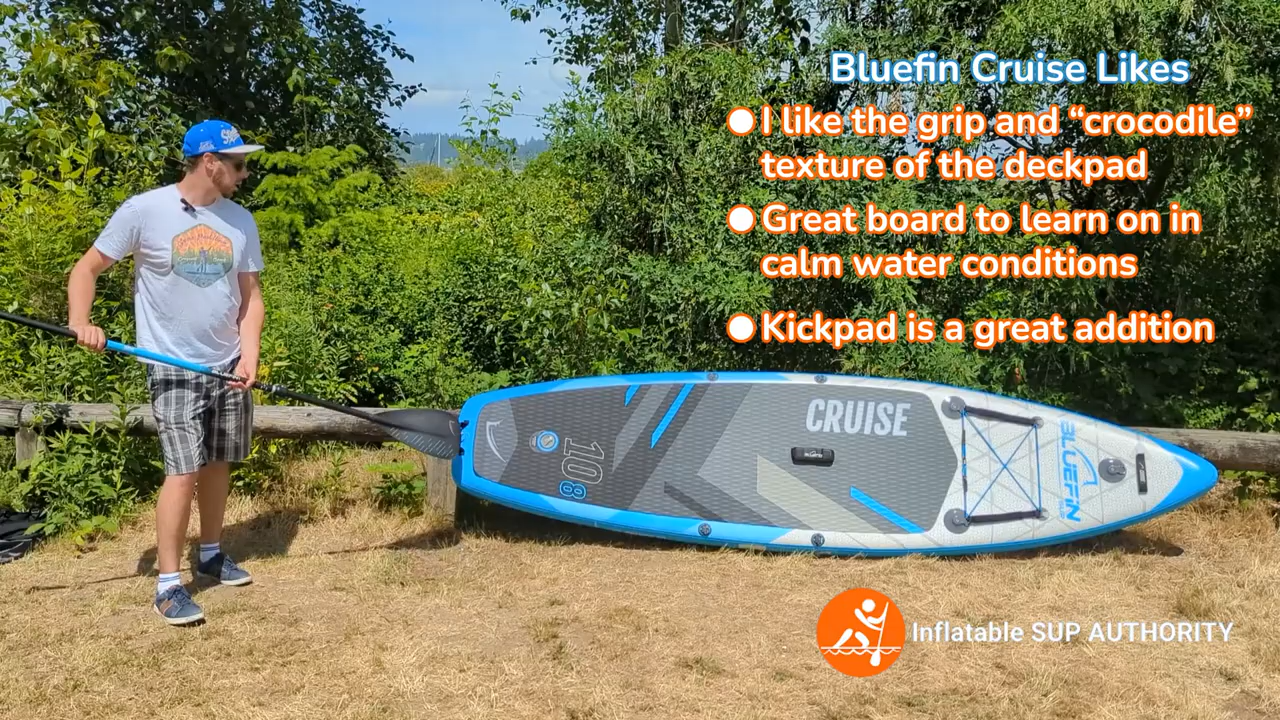 Bluefin Cruise Likes
I like the grip and “crocodile”
texture of the deckpad
Great board to learn on in
calm water conditions
Kickpad is a great addition
CRUISE
10
8
BLUEFIN
Inflatable SUP AUTHORITY